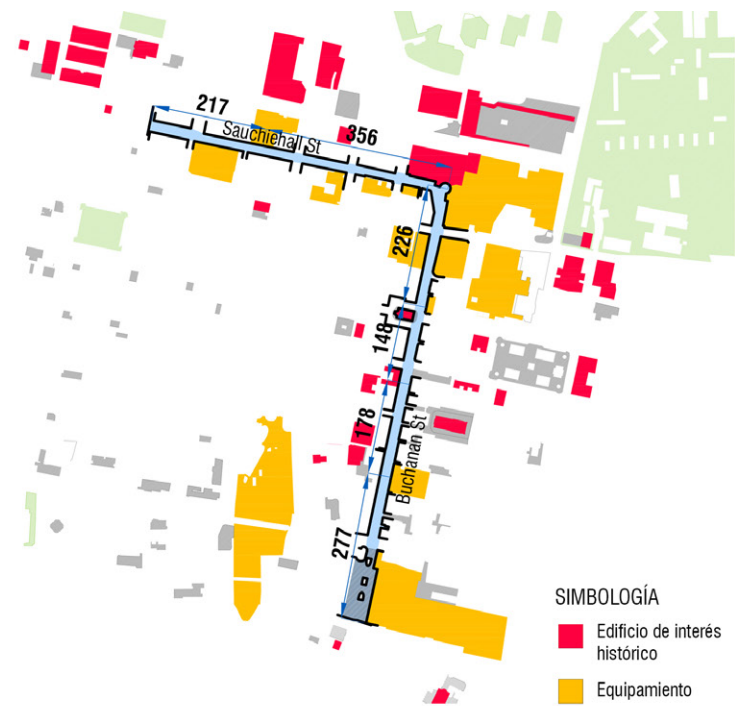 217
Sauchiehall St
356
226
148
178
Buchanan St
277
SIMBOLOGÍA
Edificio de interés
histórico
Equipamiento